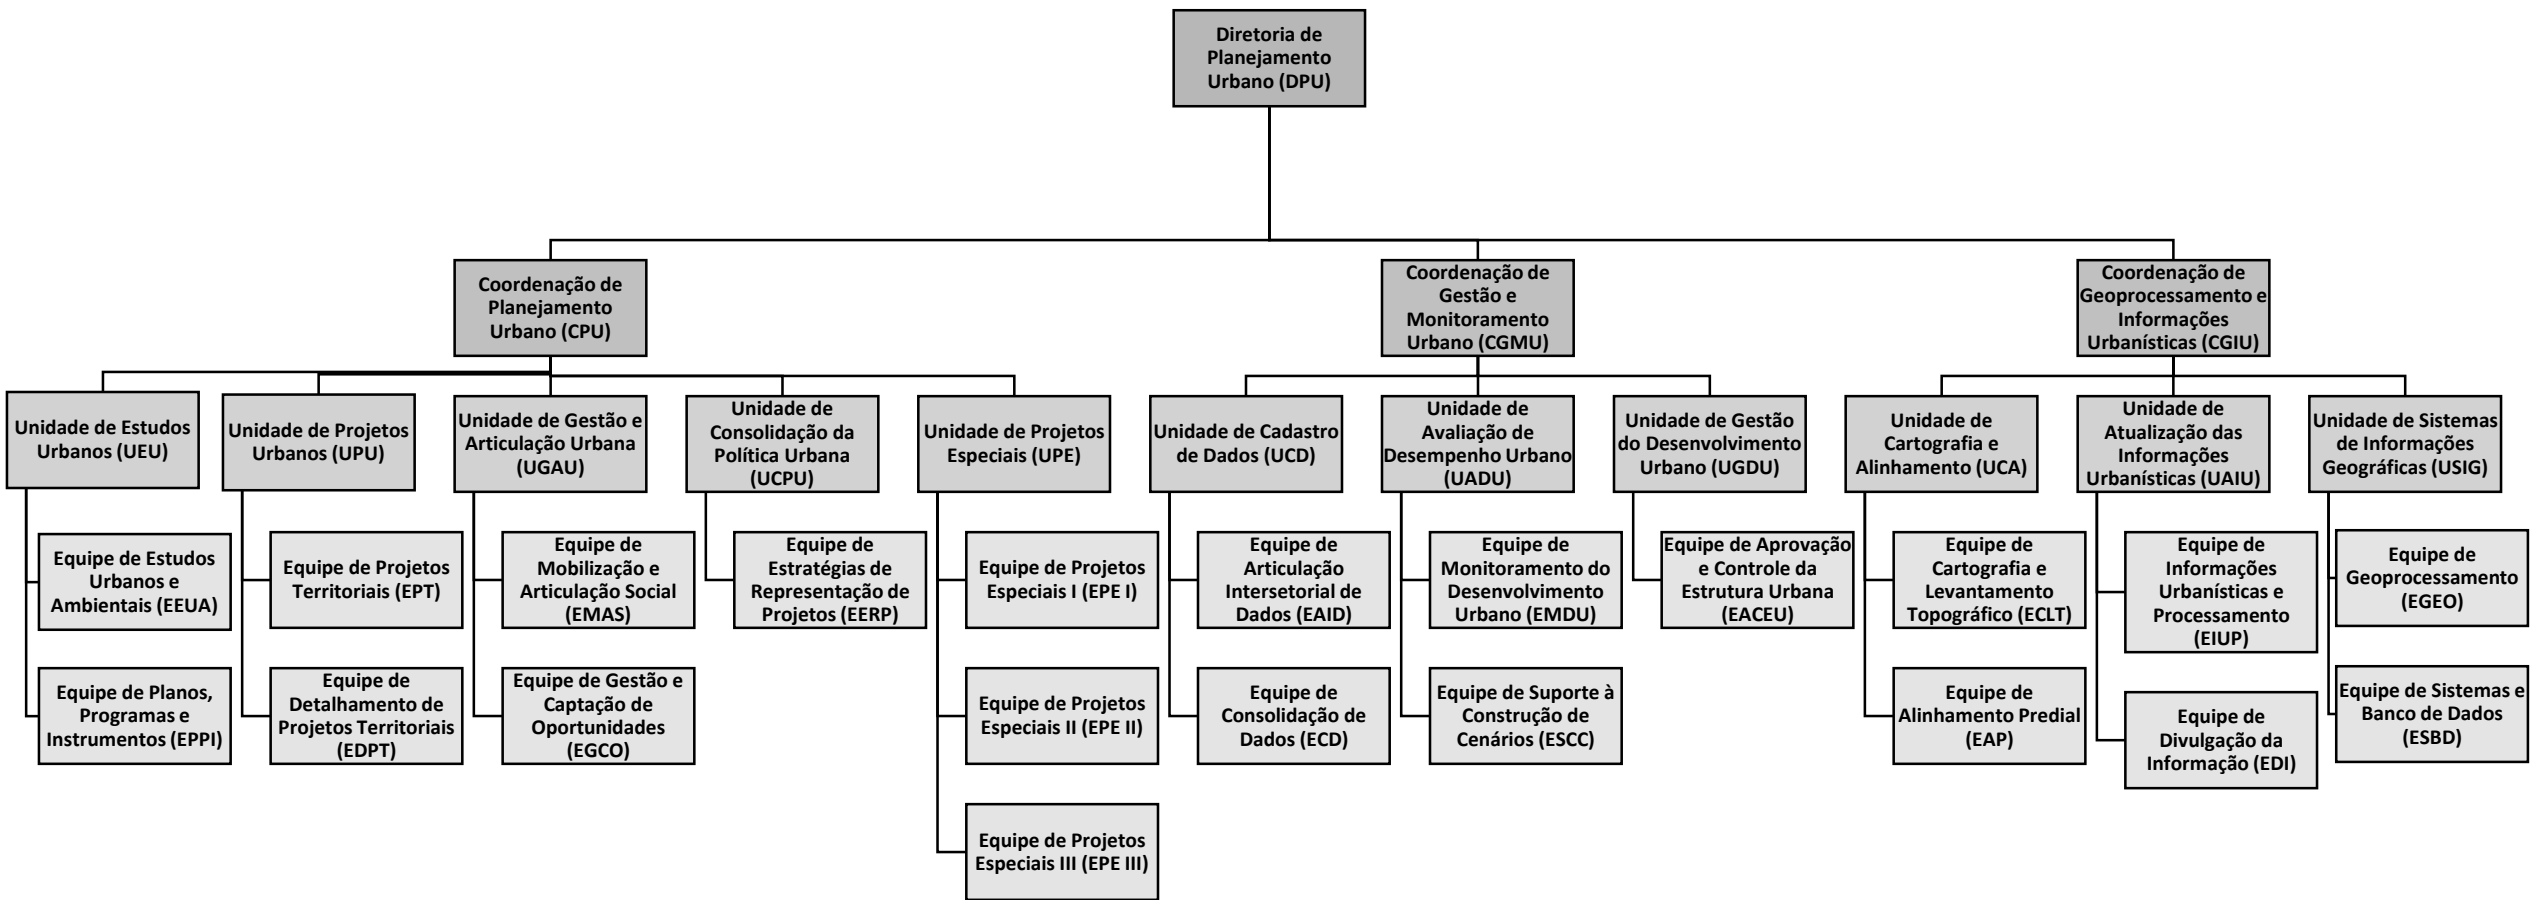 Diretoria de
Planejamento
Urbano (DPU)
Coordenação de
Planejamento
Urbano (CPU)
Coordenação de
Gestão e
Monitoramento
Urbano (CGMU)
Coordenação de
Geoprocessamento e
Informações
Urbanísticas (CGIU)
Unidade de Estudos
Urbanos (UEU)
Unidade de Projetos
Urbanos (UPU)
Unidade de Gestão e
Articulação Urbana
(UGAU)
Unidade de
Consolidação da
Política Urbana
(UCPU)
Unidade de Projetos
Especiais (UPE)
Unidade de Cadastro
de Dados (UCD)
Unidade de
Avaliação de
Desempenho Urbano
(UADU)
Unidade de Gestão
do Desenvolvimento
Urbano (UGDU)
Unidade de
Cartografia e
Alinhamento (UCA)
Unidade de
Atualização das
Informações
Urbanísticas (UAIU)
Unidade de Sistemas
de Informações
Geográficas (USIG)
Equipe de Estudos
Urbanos e
Ambientais (EEUA)
Equipe de Projetos
Territoriais (EPT)
Equipe de
Mobilização e
Articulação Social
(EMAS)
Equipe de
Estratégias de
Representação de
Projetos (EERP)
Equipe de Projetos
Especiais I (EPE I)
Equipe de
Articulação
Intersetorial de
Dados (EAID)
Equipe de
Monitoramento do
Desenvolvimento
Urbano (EMDU)
Equipe de Aprovação
e Controle da
Estrutura Urbana
(EACEU)
Equipe de
Cartografia e
Levantamento
Topográfico (ECLT)
Equipe de
Informações
Urbanísticas e
Processamento
(EIUP)
Equipe de
Geoprocessamento
(EGEO)
Equipe de Planos,
Programas e
Instrumentos (EPPI)
Equipe de
Detalhamento de
Projetos Territoriais
(EDPT)
Equipe de Gestão e
Captação de
Oportunidades
(EGCO)
Equipe de Projetos
Especiais II (EPE II)
Equipe de
Consolidação de
Dados (ECD)
Equipe de Suporte à
Construção de
Cenários (ESCC)
Equipe de
Alinhamento Predial
(EAP)
Equipe de
Divulgação da
Informação (EDI)
Equipe de Sistemas e
Banco de Dados
(ESBD)
Equipe de Projetos
Especiais III (EPE III)